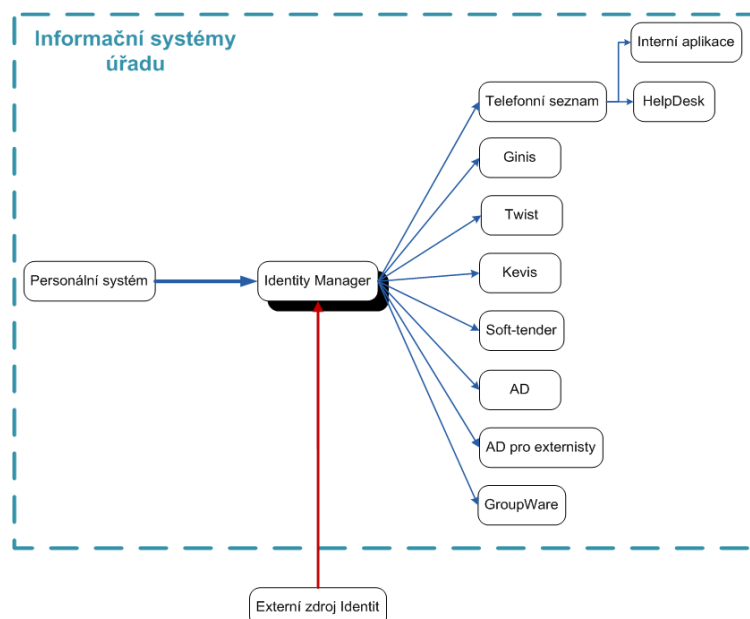 Informační systémy
úřadu
Interní aplikace
Telefonní seznam
HelpDesk
Ginis
Twist
Kevis
Personální systém
Identity Manager
Soft-tender
AD
AD pro externisty
GroupWare
Externí zdroj Identit